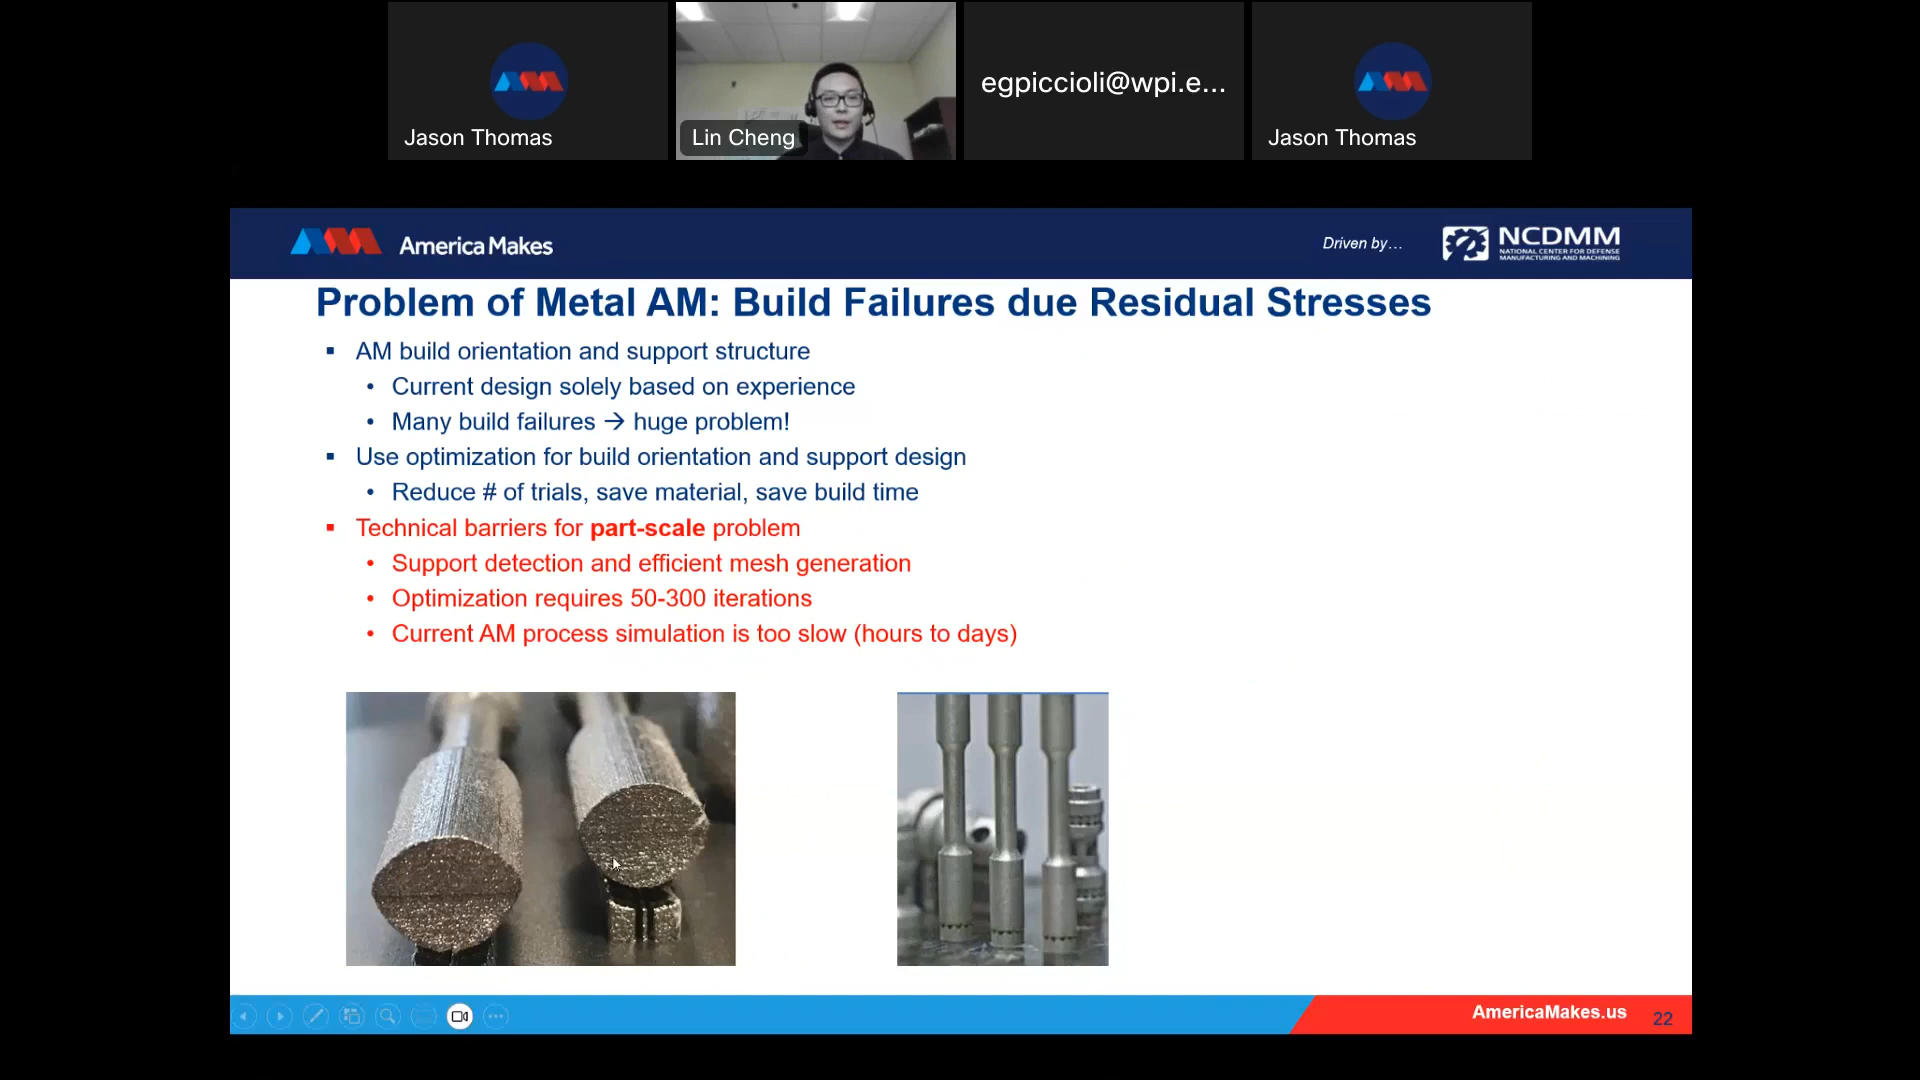 Jason Thomas
Lin Cheng
egpiccioli@wpi.e...
Jason Thomas
America Makes
Driven by...
NCDMM
NATIONAL CENTER FOR DEFENSE
MANUFACTURING AND MACHINING
Problem of Metal AM: Build Failures due Residual Stresses
▪ AM build orientation and support structure
• Current design solely based on experience
• Many build failures → huge problem!
▪ Use optimization for build orientation and support design
• Reduce # of trials, save material, save build time
▪ Technical barriers for part-scale problem
• Support detection and efficient mesh generation
• Optimization requires 50-300 iterations
• Current AM process simulation is too slow (hours to days)
AmericaMakes.us
22